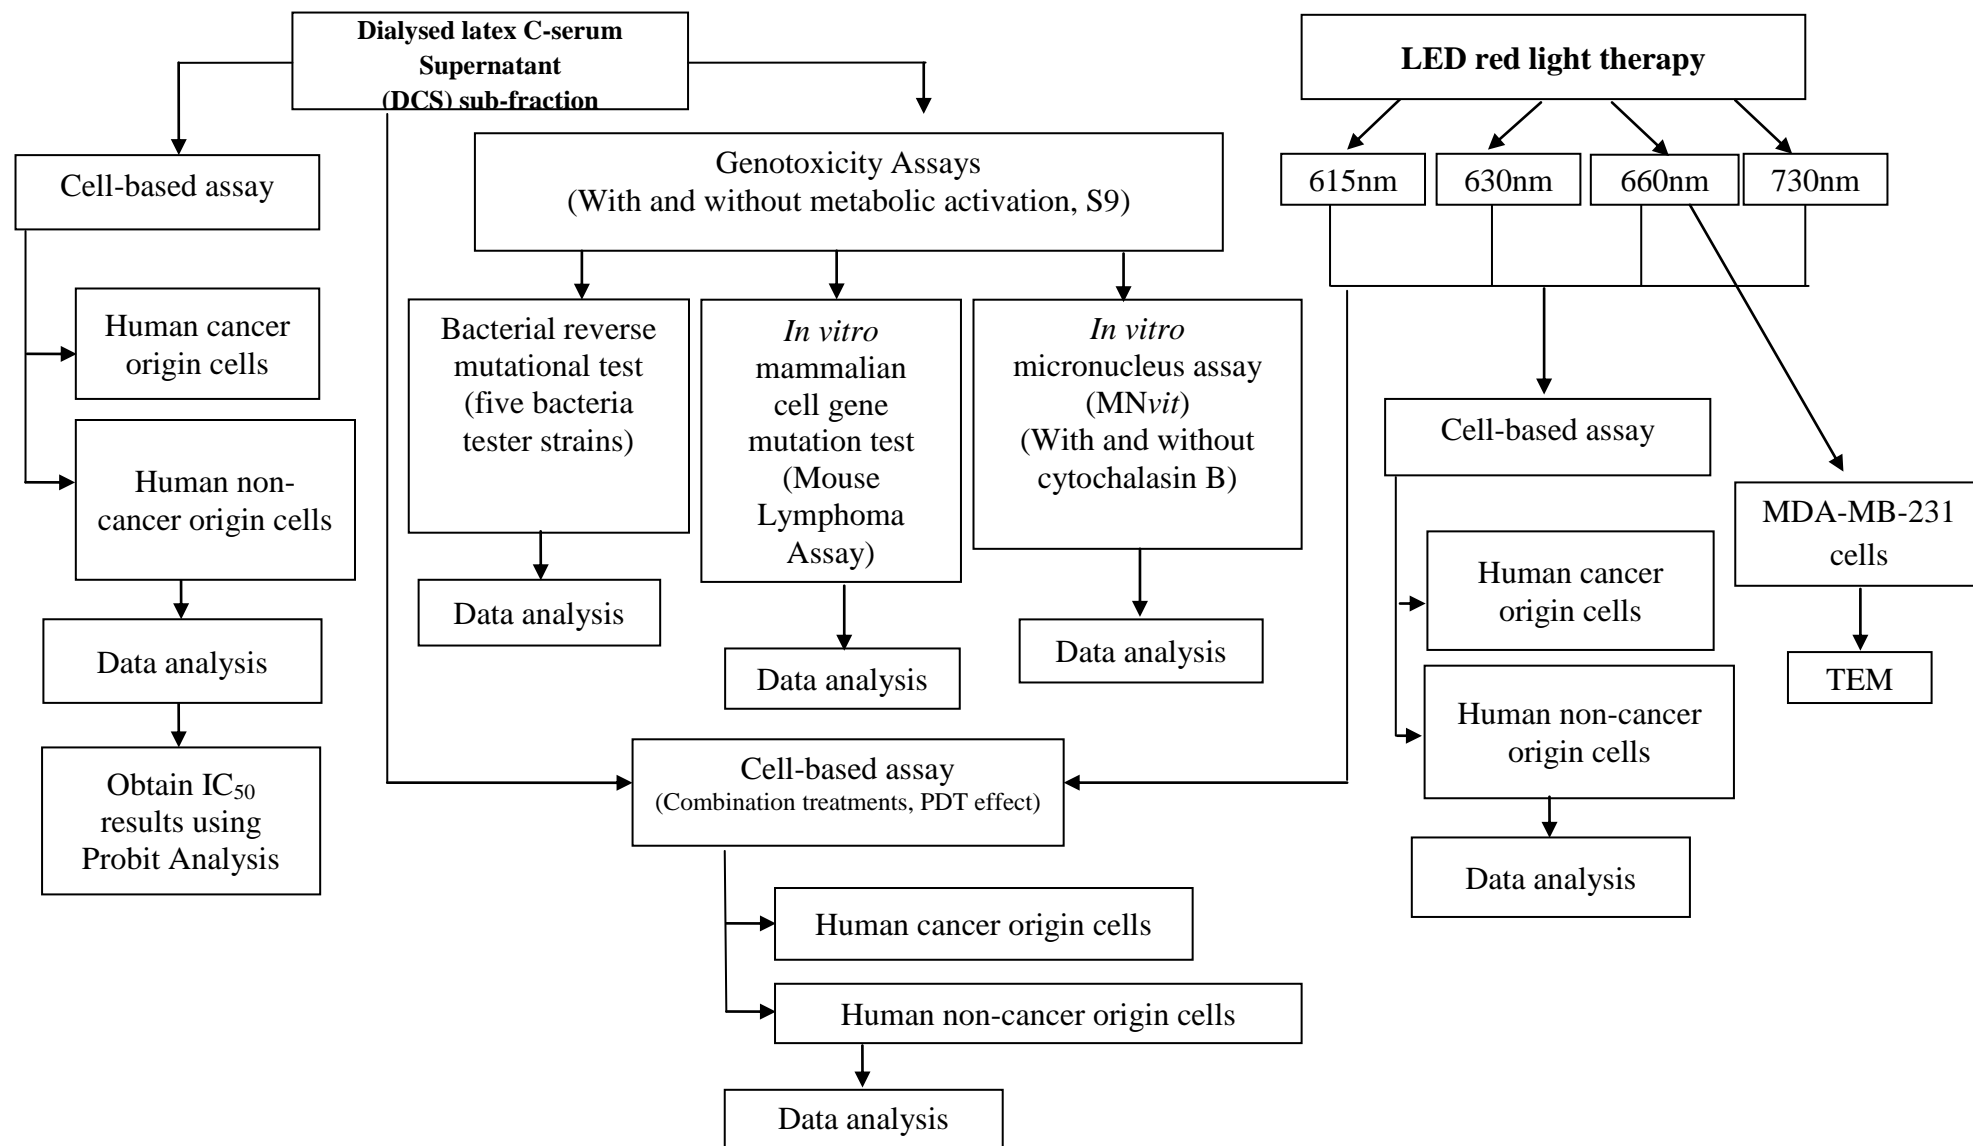 Dialysed latex C-serum
Supernatant
(DCS) sub-fraction
LED red light therapy
Cell-based assay
Genotoxicity Assays
(With and without metabolic activation, S9)
615nm
630nm
660nm
730nm
Human cancer
origin cells
Human non-
cancer origin cells
Data analysis
Obtain IC50
results using
Probit Analysis
Bacterial reverse
mutational test
(five bacteria
tester strains)
Data analysis
In vitro
mammalian
cell gene
mutation test
(Mouse
Lymphoma
Assay)
Data analysis
In vitro
micronucleus assay
(MNvit)
(With and without
cytochalasin B)
Data analysis
Cell-based assay
(Combination treatments, PDT effect)
Human cancer origin cells
Human non-cancer origin cells
Data analysis
Cell-based assay
Human cancer
origin cells
Human non-cancer
origin cells
Data analysis
MDA-MB-231
cells
TEM